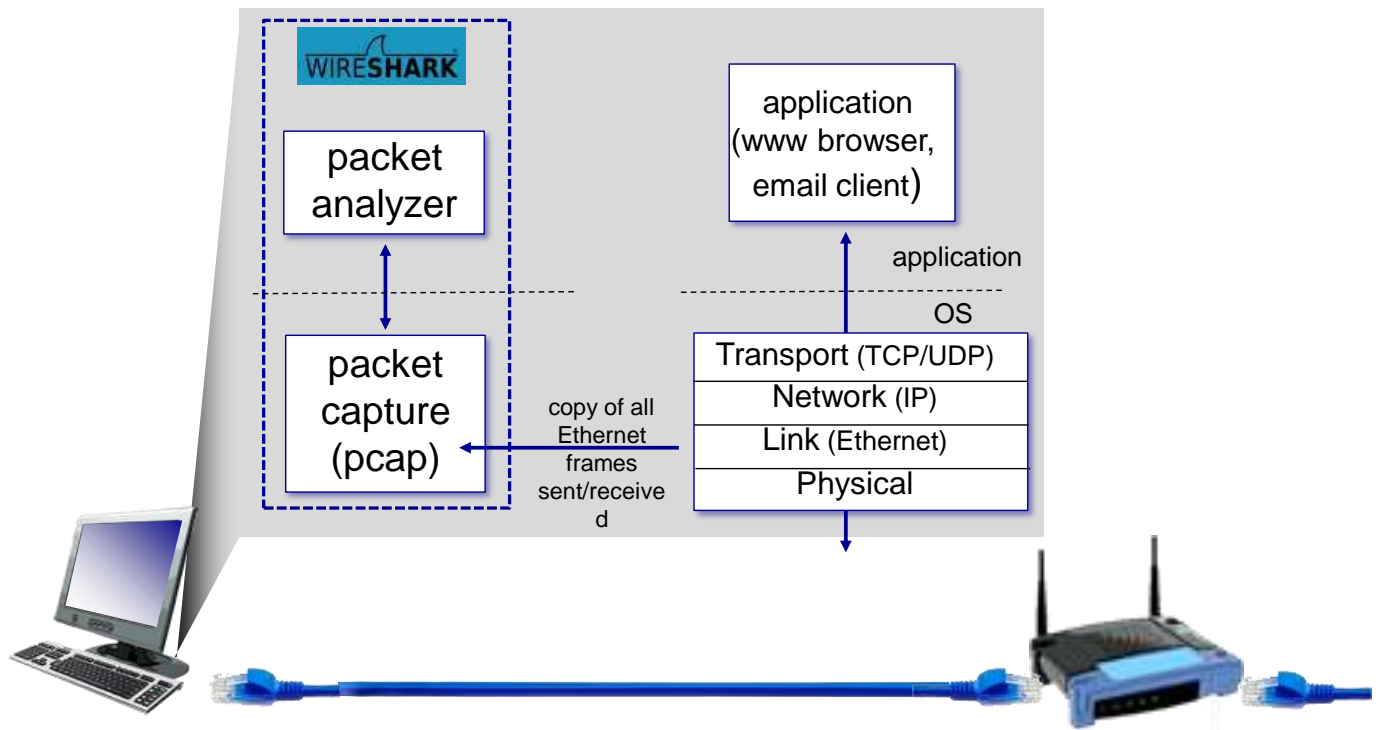 WIRESHARK
packet
analyzer
packet
capture
(pcap)
copy of all
Ethernet
frames
sent/receive
d
application
(www browser,
email client)
application
OS
Transport (TCP/UDP)
Network (IP)
Link (Ethernet)
Physical